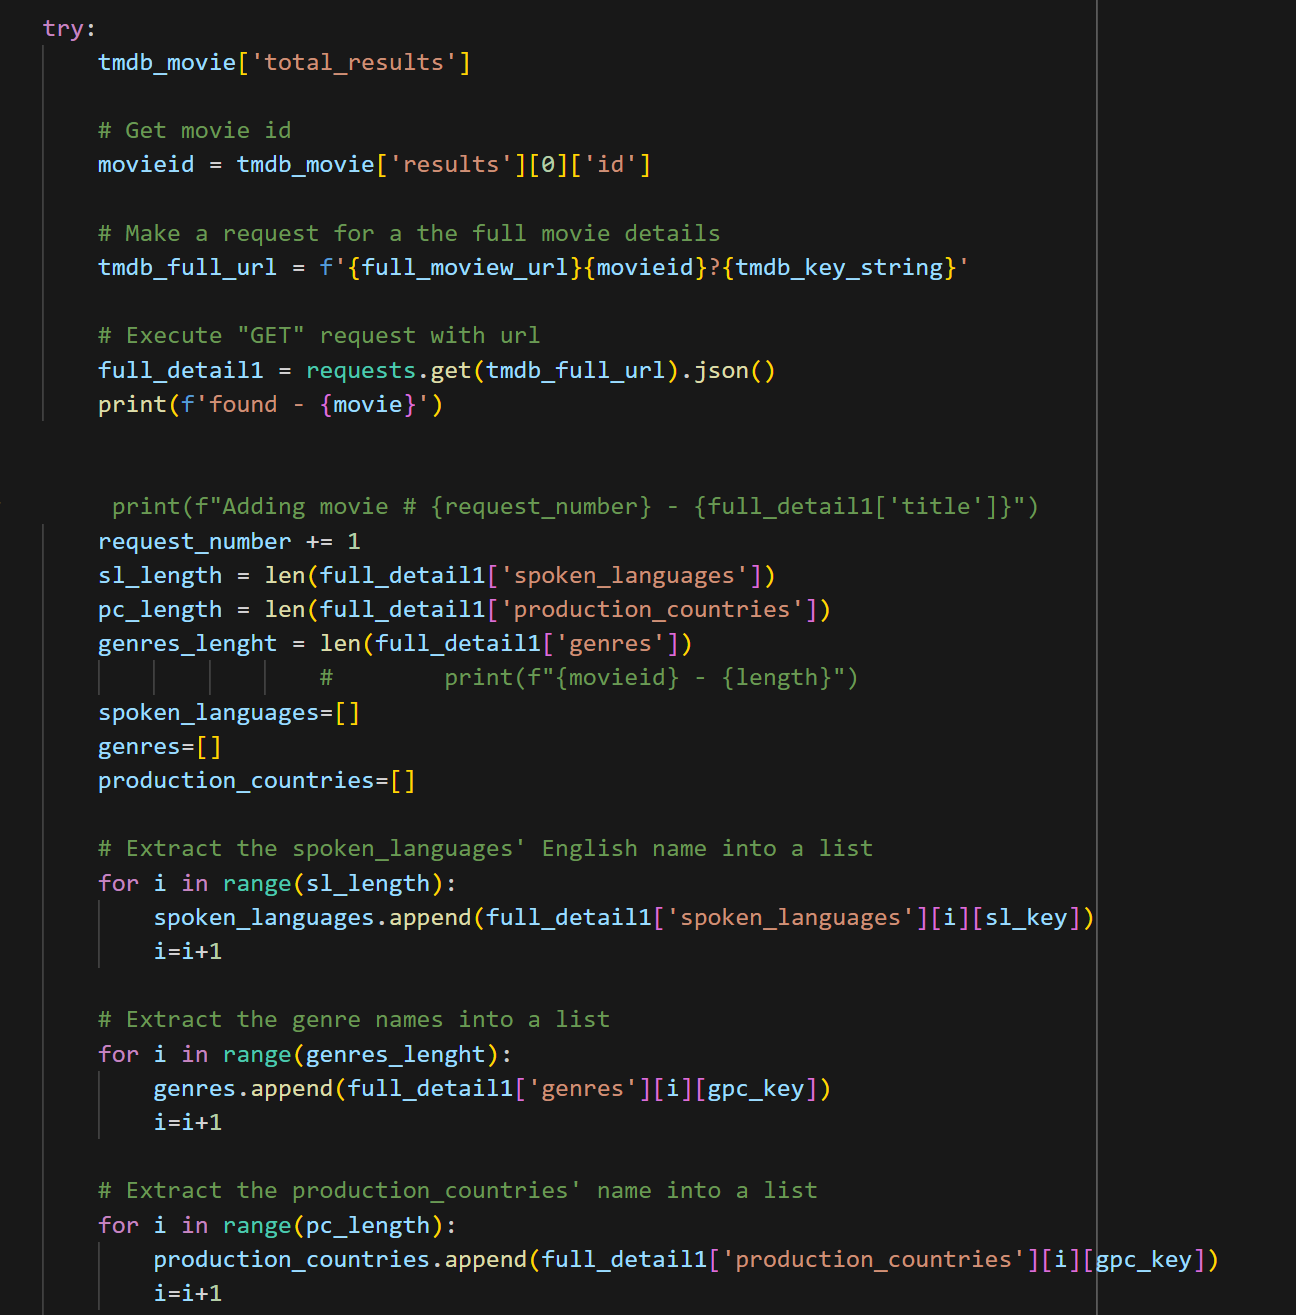 try:
    tmdb_movie['total_results']

    # Get movie id
    movieid = tmdb_movie['results'][0]['id']

    # Make a request for a the full movie details
    tmdb_full_url = f'{full_moview_url}{movieid}?{tmdb_key_string}'

    # Execute "GET" request with url
    full_detail1 = requests.get(tmdb_full_url).json()
    print(f'found - {movie}')


     print(f"Adding movie # {request_number} - {full_detail1['title']}")
    request_number += 1
    sl_length = len(full_detail1['spoken_languages'])
    pc_length = len(full_detail1['production_countries'])
    genres_lenght = len(full_detail1['genres'])
                    #        print(f"{movieid} - {length}")
    spoken_languages=[]
    genres=[]
    production_countries=[]

    # Extract the spoken_languages' English name into a list
    for i in range(sl_length):
        spoken_languages.append(full_detail1['spoken_languages'][i][sl_key])
        i=i+1

    # Extract the genre names into a list
    for i in range(genres_lenght):
        genres.append(full_detail1['genres'][i][gpc_key])
        i=i+1

    # Extract the production_countries' name into a list
    for i in range(pc_length):
        production_countries.append(full_detail1['production_countries'][i][gpc_key])
        i=i+1